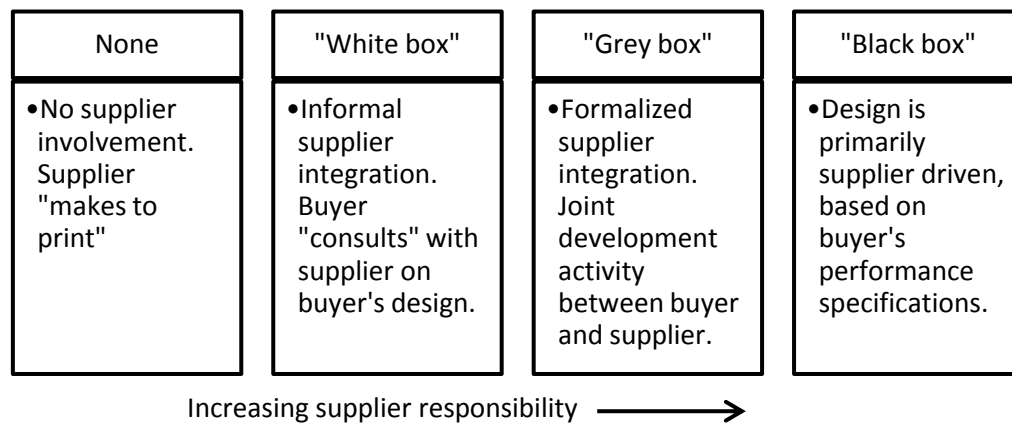 None
•No supplier
involvement.
Supplier
"makes to
print"
"White box"
•Informal
supplier
integration.
Buyer
"consults" with
supplier on
buyer's design.
"Grey box"
•Formalized
supplier
integration.
Joint
development
activity
between buyer
and supplier.
"Black box"
•Design is
primarily
supplier driven,
based on
buyer's
performance
specifications.
Increasing supplier responsibility